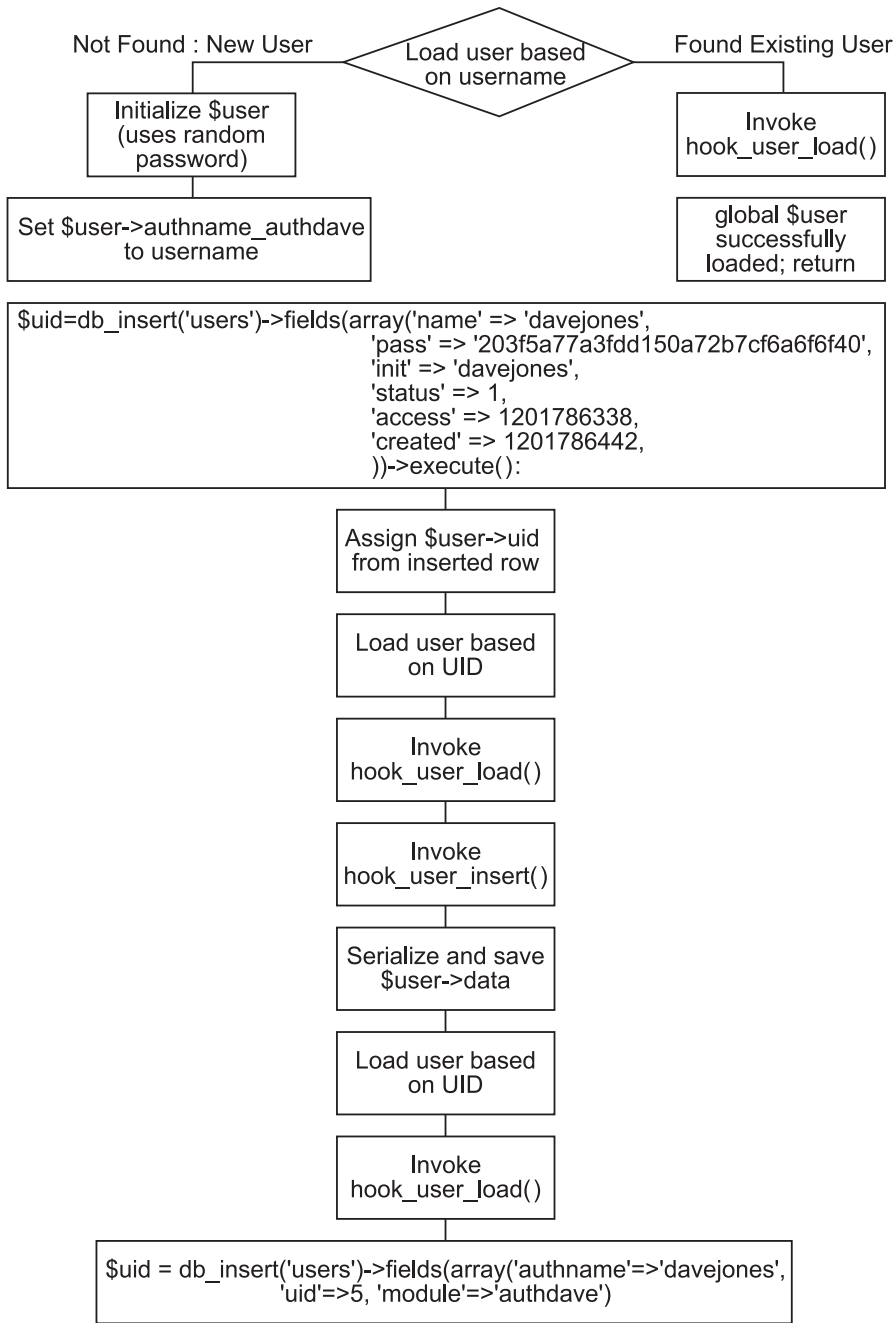 Not Found : New User
Load user based
on username
Found Existing User
Initialize $user
(uses random
password)
Invoke
hook_user_load()
Set $user->authname_authdave
to username
global $user
successfully
loaded; return
$uid=db_insert('users')->fields(array('name' => 'davejones',
'pass' => '203f5a77a3fdd150a72b7cf6a6f6f40',
'init' => 'davejones',
'status' => 1,
'access' => 1201786338,
'created' => 1201786442,
))->execute():
Assign $user->uid
from inserted row
Load user based
on UID
Invoke
hook_user_load()
Invoke
hook_user_insert()
Serialize and save
$user->data
Load user based
on UID
Invoke
hook_user_load()
$uid = db_insert('users')->fields(array('authname'=>'davejones',
'uid'=>5, 'module'=>'authdave')